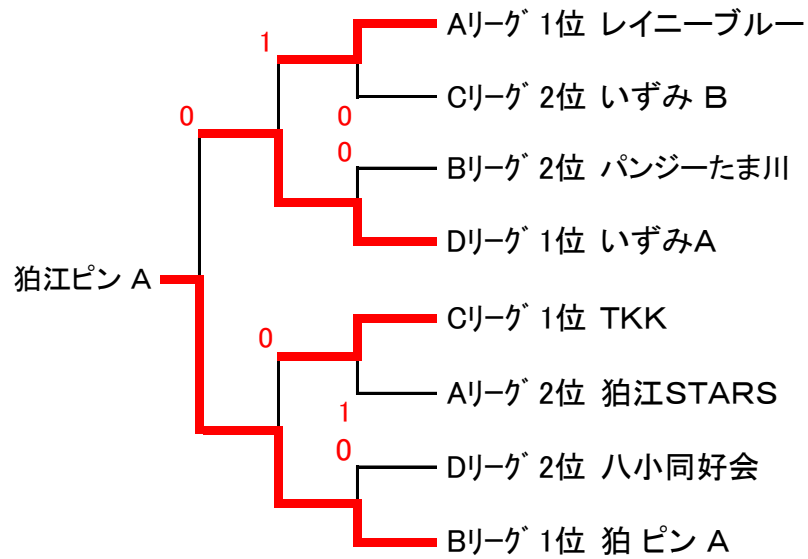 Aリーグ 1位 レイニーブルー
1
Cリーグ 2位 いずみ B
0
0
0
Bリーグ 2位 パンジーたま川
Dリーグ 1位 いずみA
狛江ピン A
Cリーグ 1位 TKK
0
Aリーグ 2位 狛江STARS
1
0
Dリーグ 2位 八小同好会
Bリーグ 1位 狛 ピン A